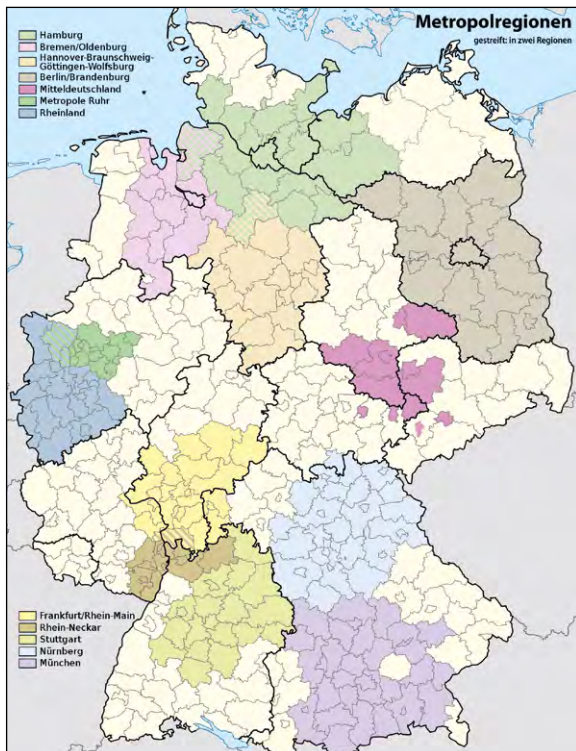 Metropolregionen
gestreift: in zwei Regionen
Hamburg
Bremen/Oldenburg
Hannover-Braunschweig-
Göttingen-Wolfsburg
Berlin/Brandenburg
Mitteldeutschland
Metropole Ruhr
Rheinland
Frankfurt/Rhein-Main
Rhein-Neckar
Stuttgart
Nürnberg
München